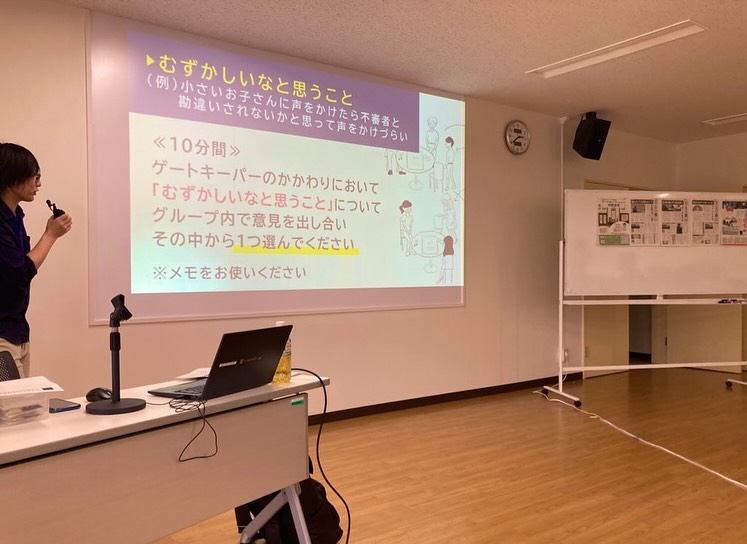 ▶むずかしいなと思うこと
(例)小さいお子さんに声をかけたら不審者と
勘違いされないかと思って声をかけづらい
≪10分間≫
ゲートキーパーのかかわりにおいて
「むずかしいなと思うこと」について
グループ内で意見を出し合い
その中から1つ選んでください
※メモをお使いください